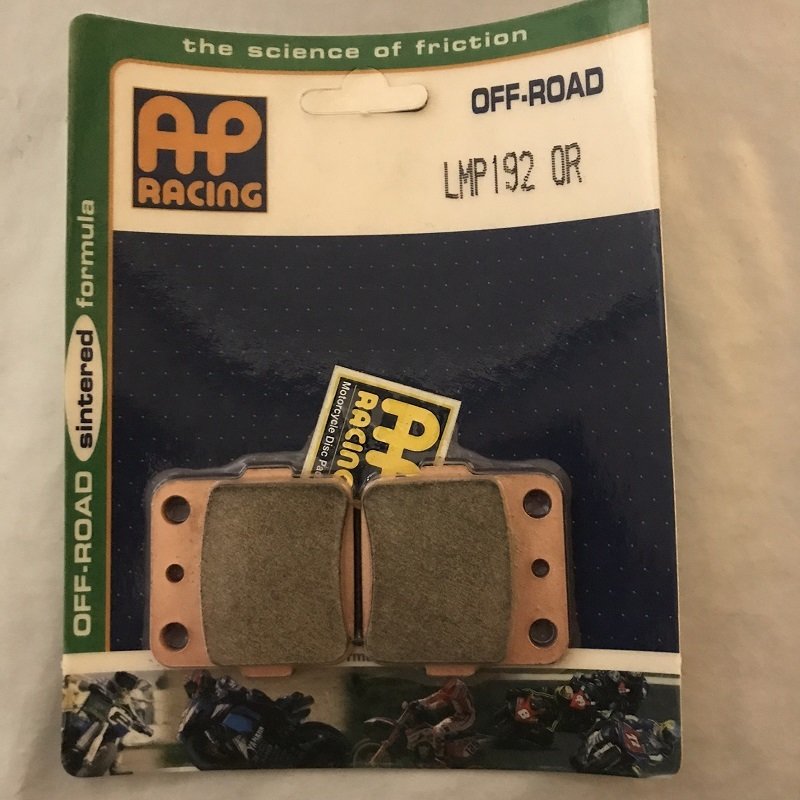 the science of friction
AP
RACING
OFF-ROAD
LMP192 OR
OFF-ROAD sintered formula
AP
RACING
Motorcycle Disc Pad